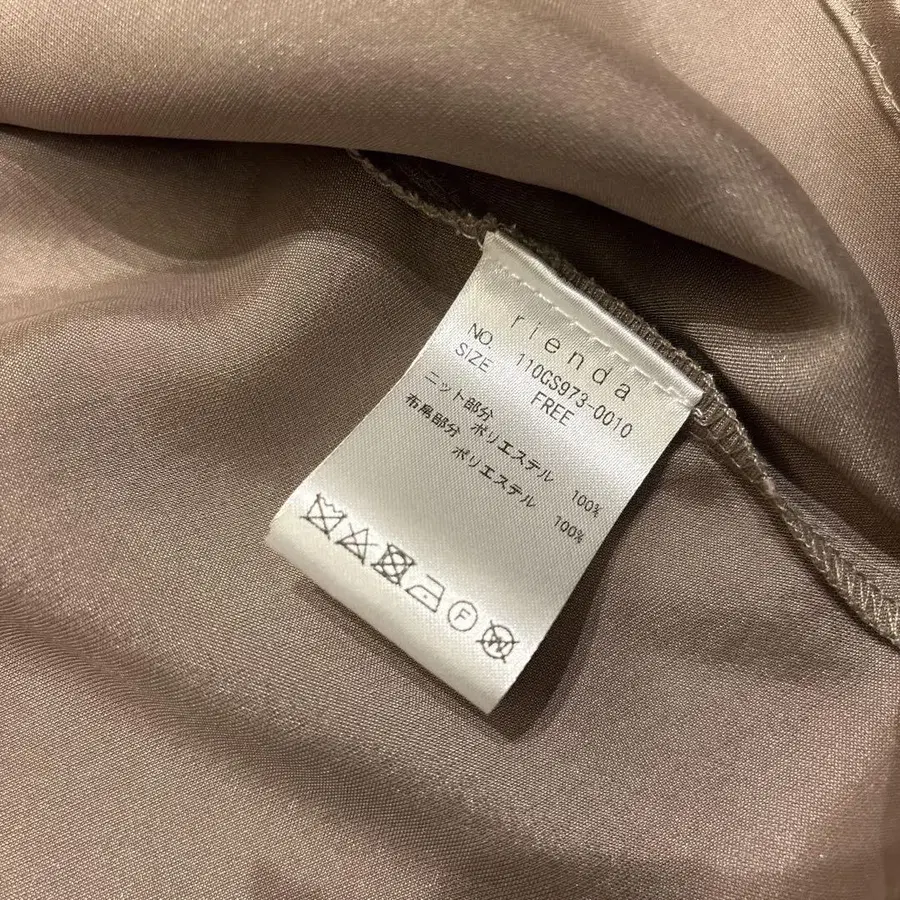 rienda
NO. 110GS973-0010
SIZE FREE
ニット部分 ポリエステル 100%
布帛部分 ポリエステル 100%
F
W